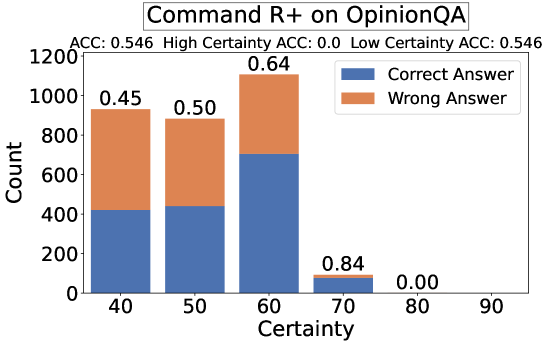 Command R+ on OpinionQA
ACC: 0.546 High Certainty ACC: 0.0 Low Certainty ACC: 0.546
Correct Answer
Wrong Answer
0.45
0.50
0.64
0.84
0.00
1200
1000
800
600
400
200
0
Count
40 50 60 70 80 90
Certainty